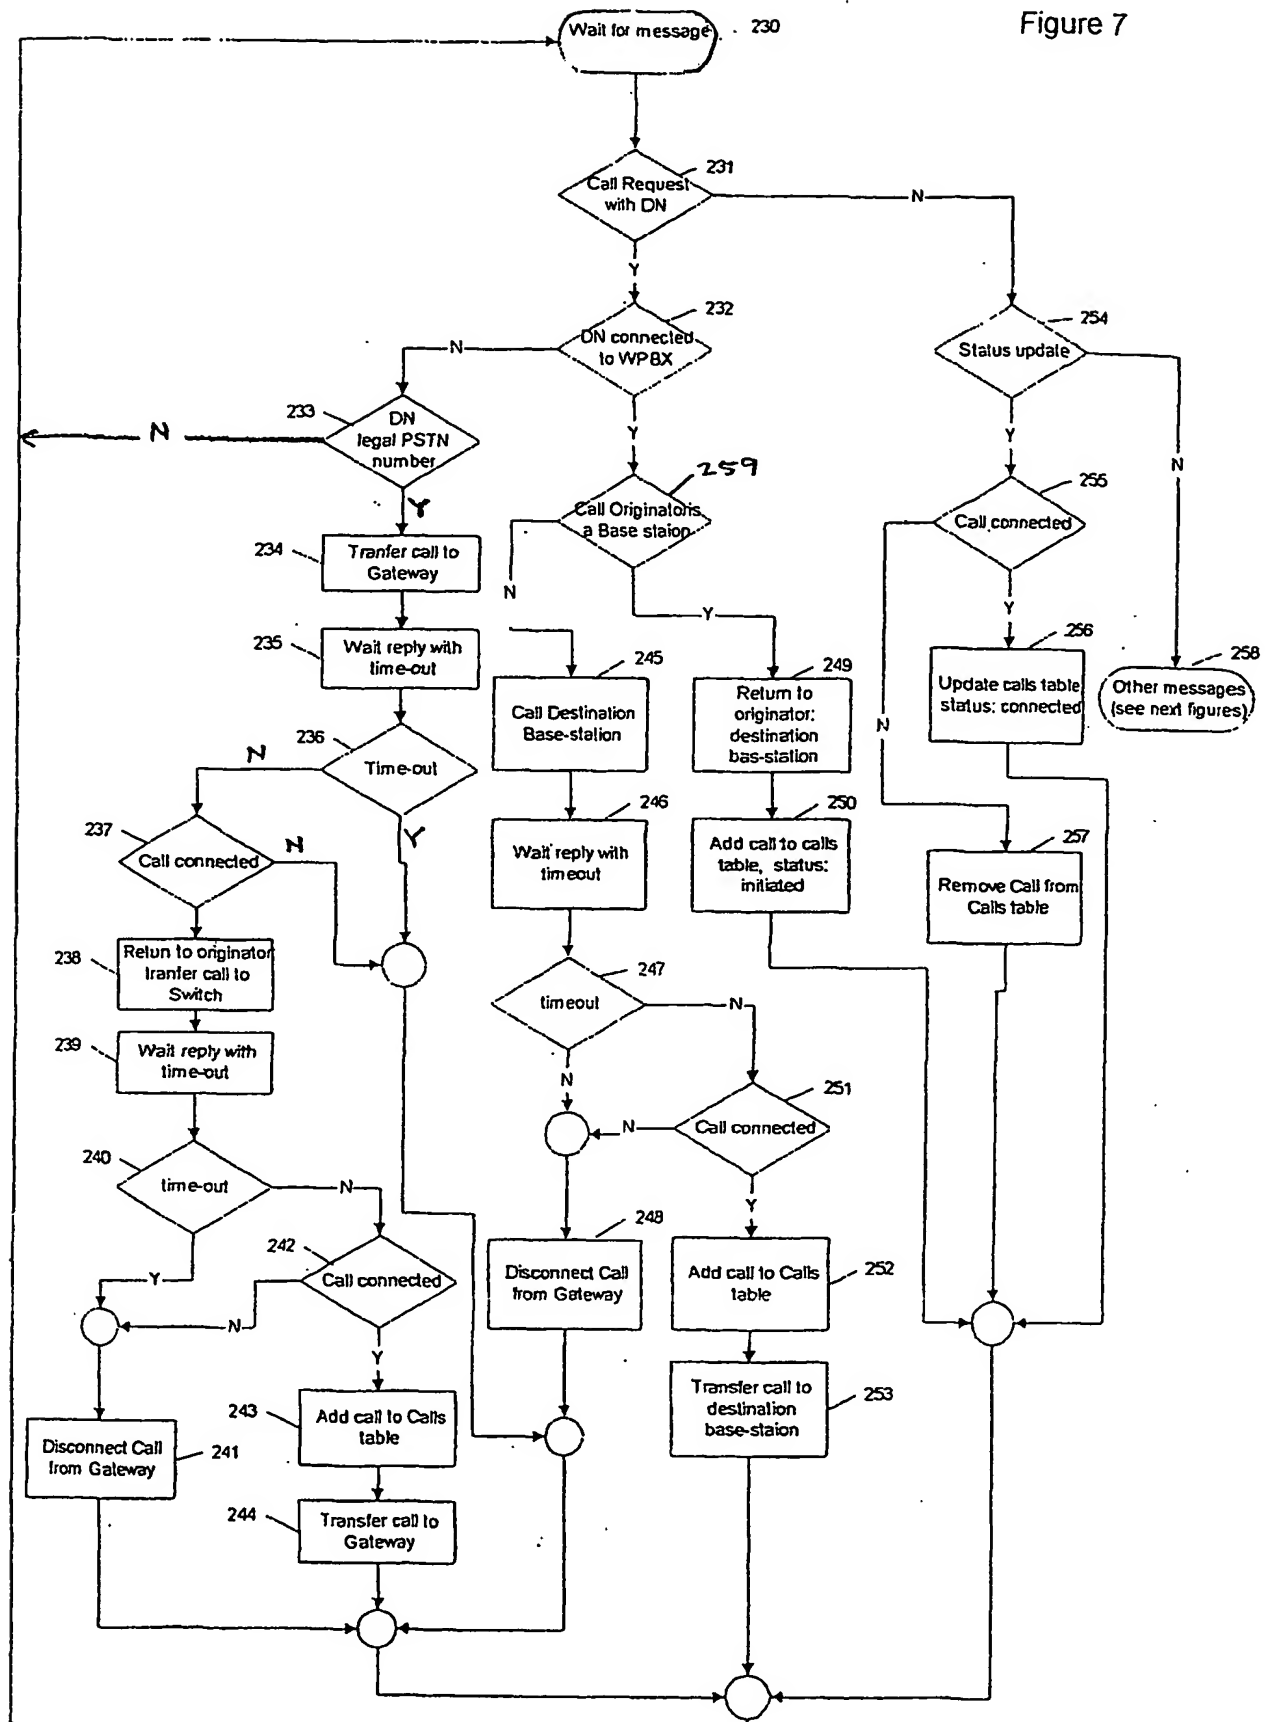 Figure 7
Wait for message
230
231
Call Request
with DN
N
Y
232
DN connected
to WPBX
N
Y
254
Status update
Y
N
233
DN
legal PSTN
number
N
Y
259
Call Originatoris
a Base staion
N
Y
255
Call connected
N
Y
234
Tranfer call to
Gateway
235
Wait reply with
time-out
236
Time-out
N
Y
245
Call Destination
Base-station
249
Return to
originator:
destination
bas-station
256
Update calls table
status: connected
258
Other messages
(see next figures)
237
Call connected
N
246
Wait reply with
timeout
250
Add call to calls
table, status:
initiated
257
Remove Call from
Calls table
238
Return to originator
tranfer call to
Switch
247
timeout
N
N
239
Wait reply with
time-out
251
Call connected
N
Y
240
time-out
N
Y
242
Call connected
N
Y
248
Disconnect Call
from Gateway
252
Add call to Calls
table
241
Disconnect Call
from Gateway
243
Add call to Calls
table
253
Transfer call to
destination
base-staion
244
Transfer call to
Gateway